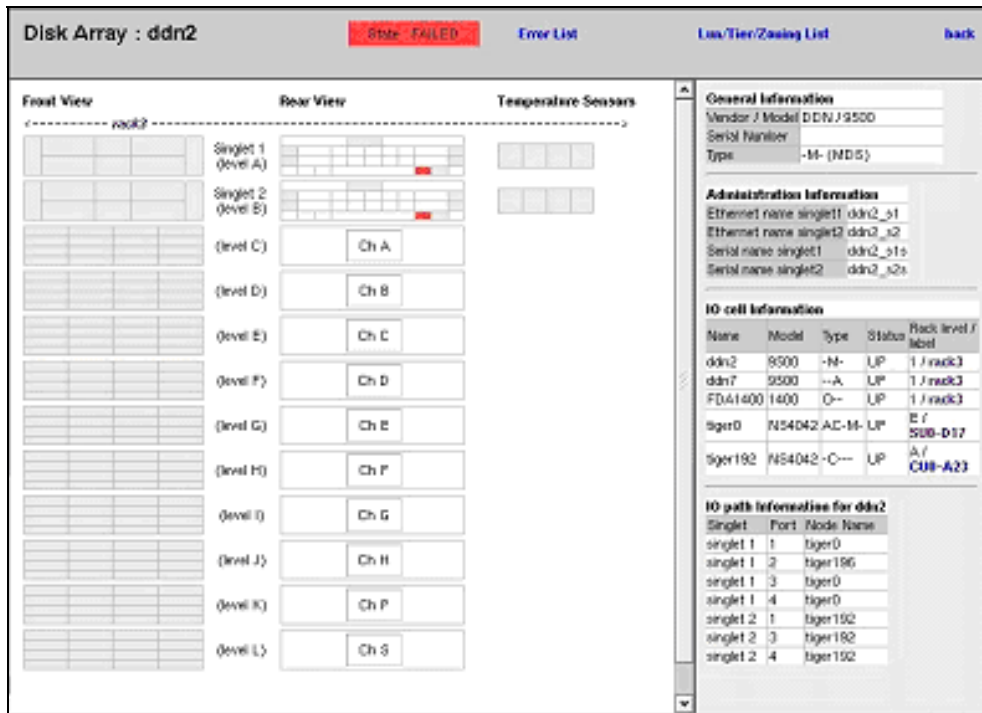 Disk Array : ddn2
State FAILED
Error List
Lun/Tier/Zoning List
back
Front View
Rear View
Temperature Sensors
<---------- rack3 ---------->
Singlet 1
(level A)
Singlet 2
(level B)
(level C) Ch A
(level D) Ch B
(level E) Ch C
(level F) Ch D
(level G) Ch E
(level H) Ch F
(level I) Ch G
(level J) Ch H
(level K) Ch P
(level L) Ch S
General Information
Vendor / Model DDN / 9500
Serial Number
Type -M- (MDS)
Administration Information
Ethernet name singlet1 ddn2_s1
Ethernet name singlet2 ddn2_s2
Serial name singlet1 ddn2_s1s
Serial name singlet2 ddn2_s2s
IO cell Information
Name Model Type Status Rack level / label
ddn2 9500 -M- UP 1 / rack3
ddn7 9500 --A UP 1 / rack3
FDA1400 1400 O-- UP 1 / rack3
tiger0 NS4042 AC-M- UP E / SU0-D17
tiger192 NS4042 -C--- UP A / CU0-A23
IO path Information for ddn2
Singlet Port Node Name
singlet 1 1 tiger0
singlet 1 2 tiger196
singlet 1 3 tiger0
singlet 1 4 tiger0
singlet 2 1 tiger192
singlet 2 3 tiger192
singlet 2 4 tiger192